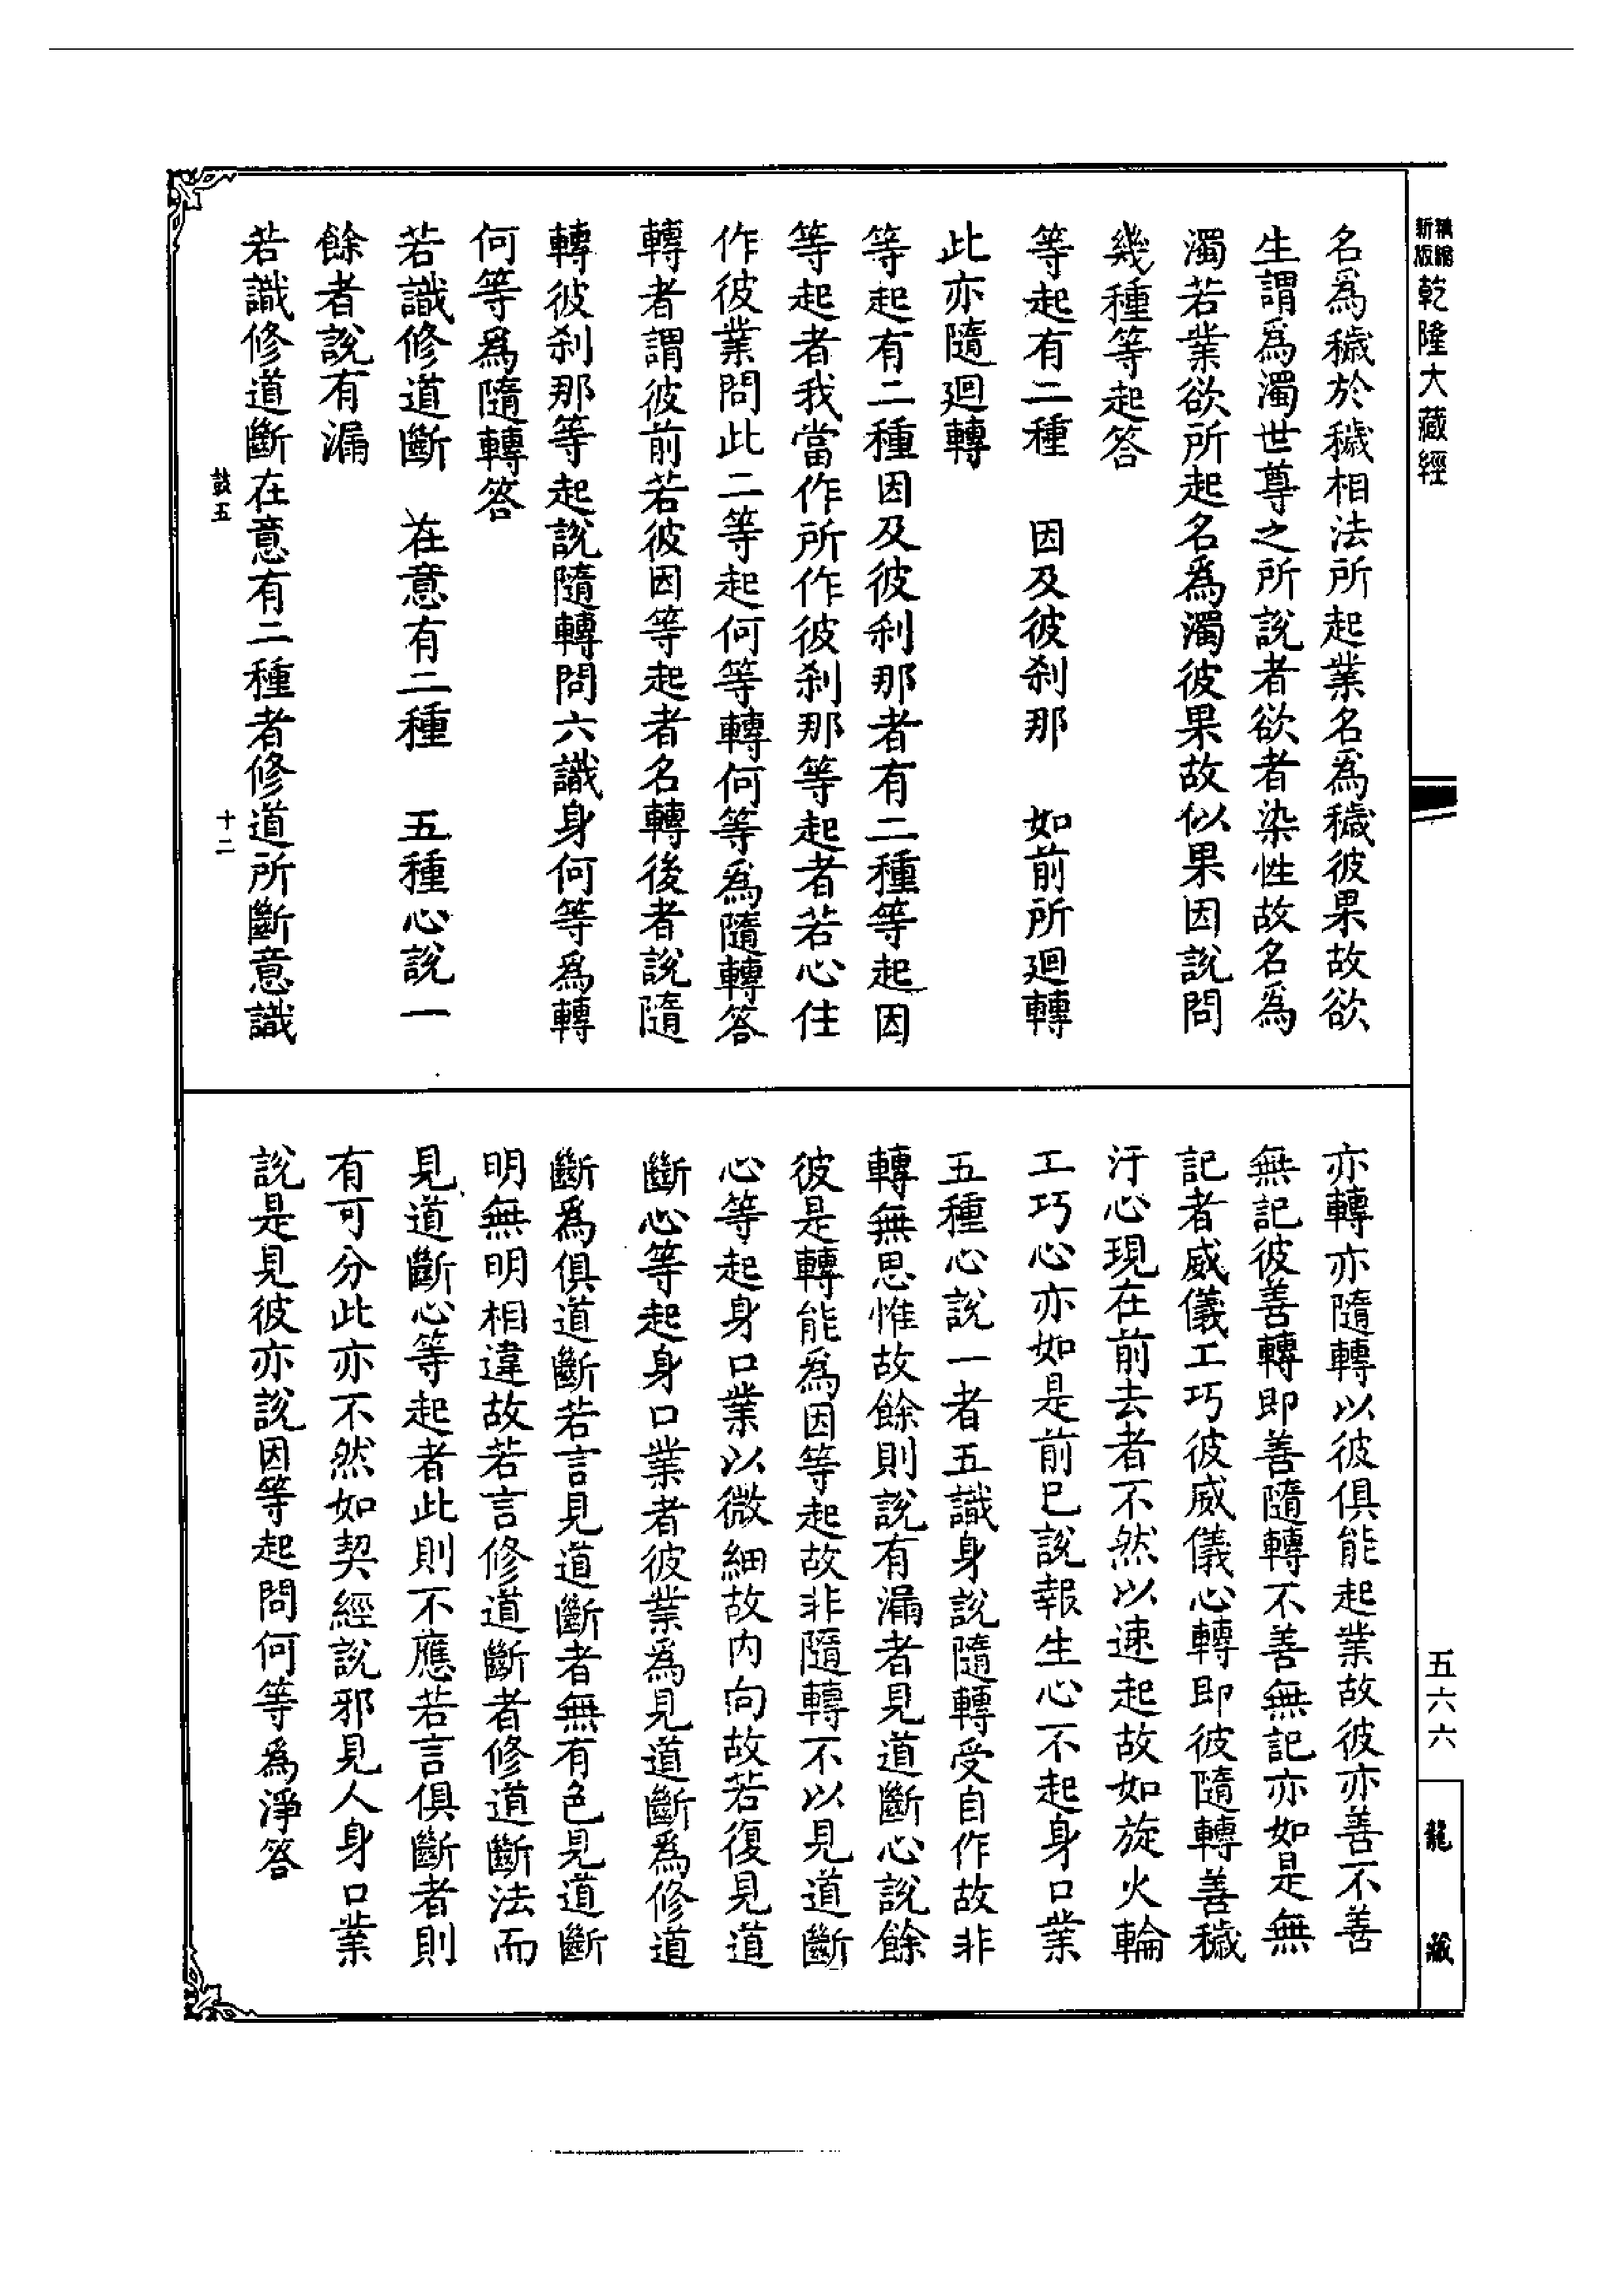 新版精縮乾隆大藏經
名爲穢於穢相法所起業名爲穢彼果故欲
生謂爲濁世尊之所說者欲者染性故名爲
濁若業欲所起名爲濁彼果故似果因說問
幾種等起答
等起有二種　因及彼刹那　如前所廻轉
此亦隨廻轉
等起有二種因及彼刹那者有二種等起因
等起者我當作所作彼刹那等起者若心住
作彼業問此二等起何等轉何等爲隨轉答
轉者謂彼前若彼因等起者名轉後者說隨
轉彼刹那等起說隨轉問六識身何等爲轉
何等爲隨轉答
若識修道斷　在意有二種　五種心說一
餘者說有漏
若識修道斷在意有二種者修道所斷意識
鼓五　十二
亦轉亦隨轉以彼俱能起業故彼亦善不善
無記彼善轉即善隨轉不善無記亦如是無
記者威儀工巧彼威儀心轉即彼隨轉善穢
汙心現在前去者不然以速起故如旋火輪
工巧心亦如是前已說報生心不起身口業
五種心說一者五識身說隨轉受自作故非
轉無思惟故餘則說有漏者見道斷心說餘
彼是轉能爲因等起故非隨轉不以見道斷
心等起身口業以微細故內向故若復見道
斷心等起身口業者彼業爲見道斷爲修道
斷爲俱道斷若言見道斷者無有色見道斷
明無明相違故若言修道斷者修道斷法而
見道斷心等起者此則不應若言俱斷者則
有可分此亦不然如契經說邪見人身口業
說是見彼亦說因等起問何等爲淨答
五六六
龍藏